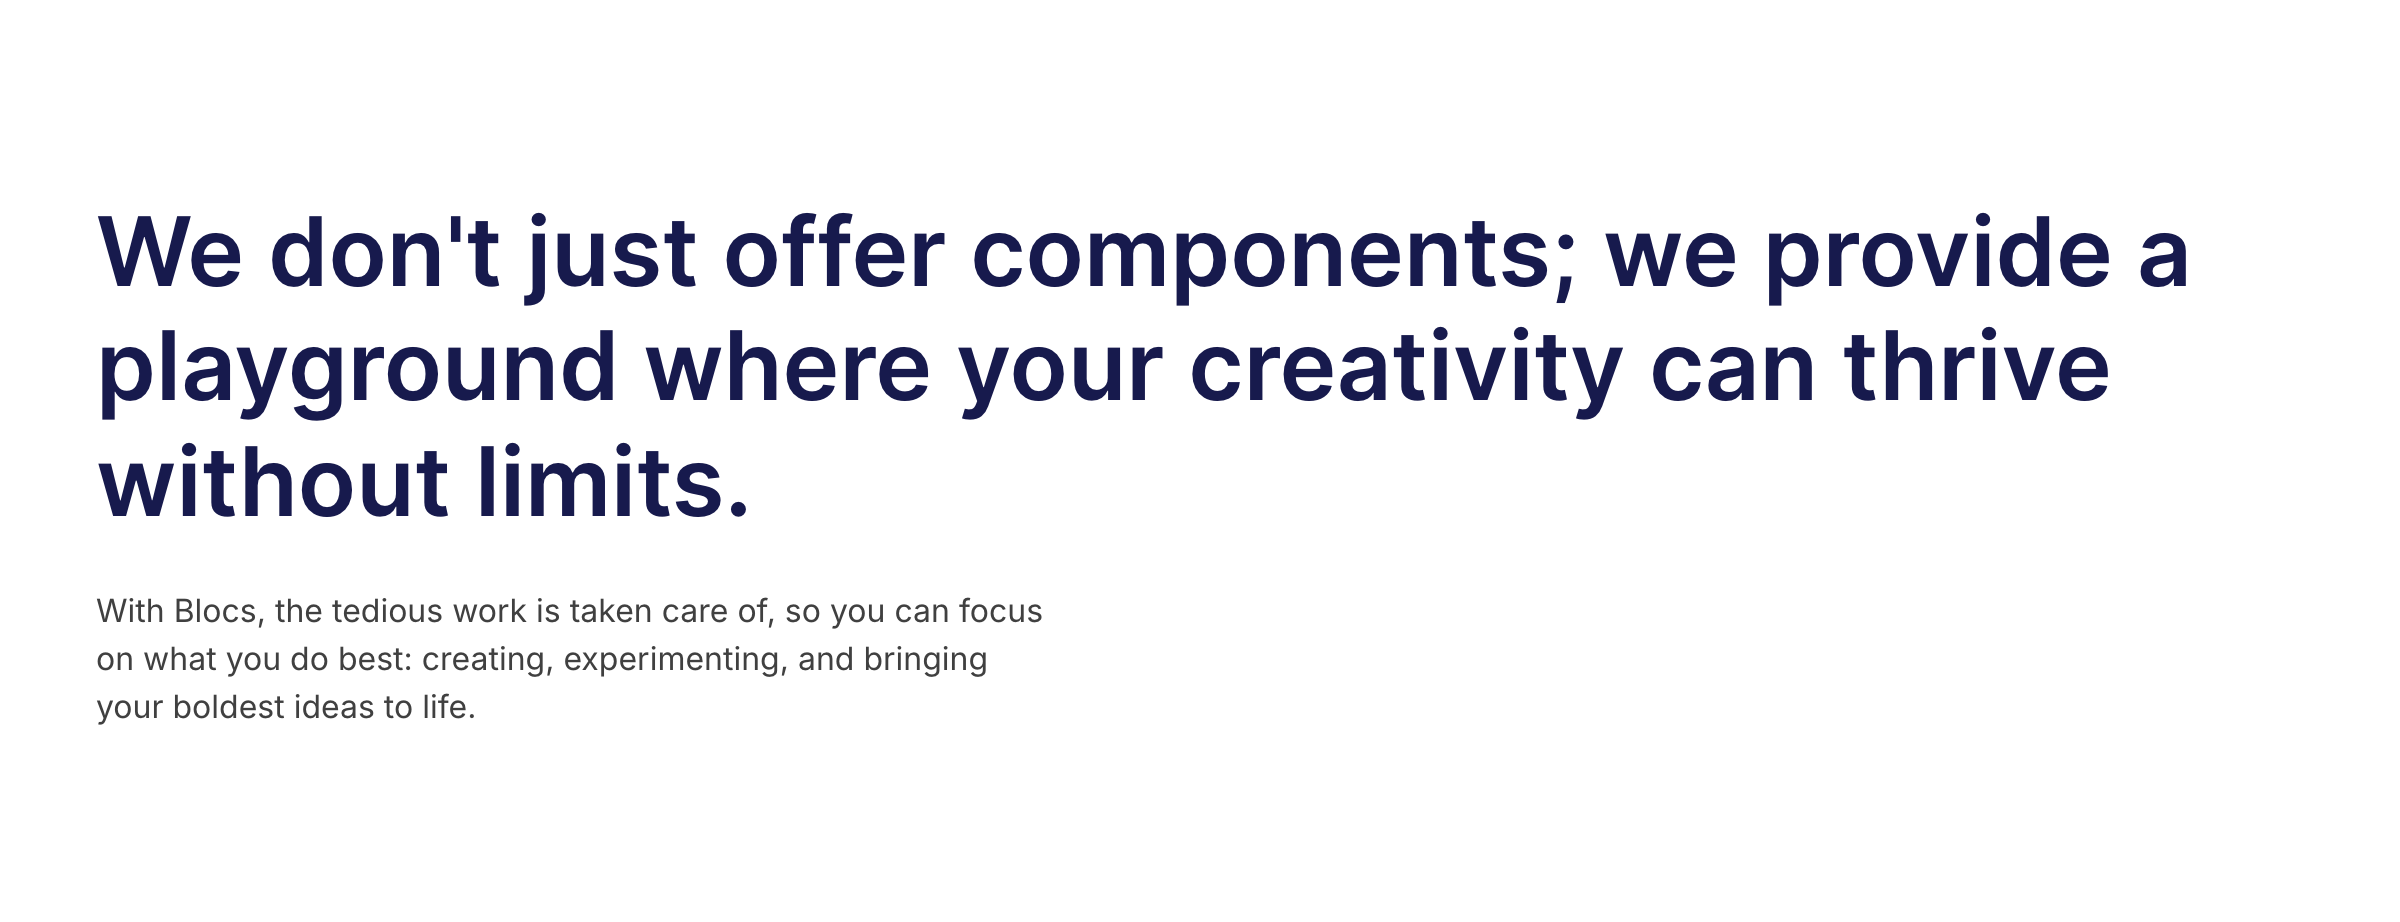 We don't just offer components; we provide a
playground where your creativity can thrive
without limits.
With Blocs, the tedious work is taken care of, so you can focus
on what you do best: creating, experimenting, and bringing
your boldest ideas to life.